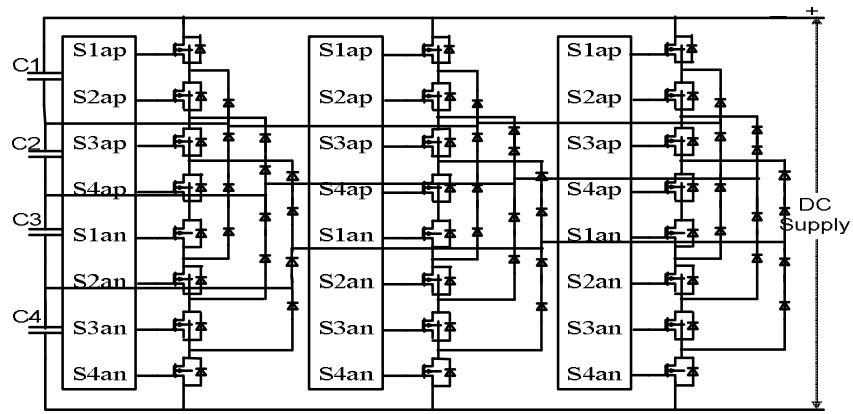 +
S1ap S1ap S1ap
C1
S2ap S2ap S2ap
C2 S3ap S3ap S3ap
S4ap S4ap S4ap
DC
Supply
C3 S1an S1an S1an
S2an S2an S2an
C4 S3an S3an S3an
S4an S4an S4an